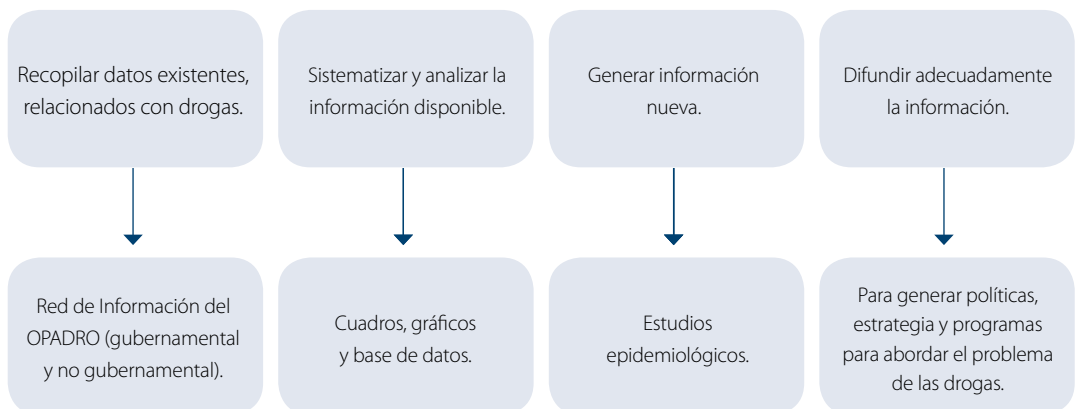 Recopilar datos existentes,
relacionados con drogas.
Sistematizar y analizar la
información disponible.
Generar información
nueva.
Difundir adecuadamente
la información.
Red de Información del
OPADRO (gubernamental
y no gubernamental).
Cuadros, gráficos
y base de datos.
Estudios
epidemiológicos.
Para generar políticas,
estrategia y programas
para abordar el problema
de las drogas.